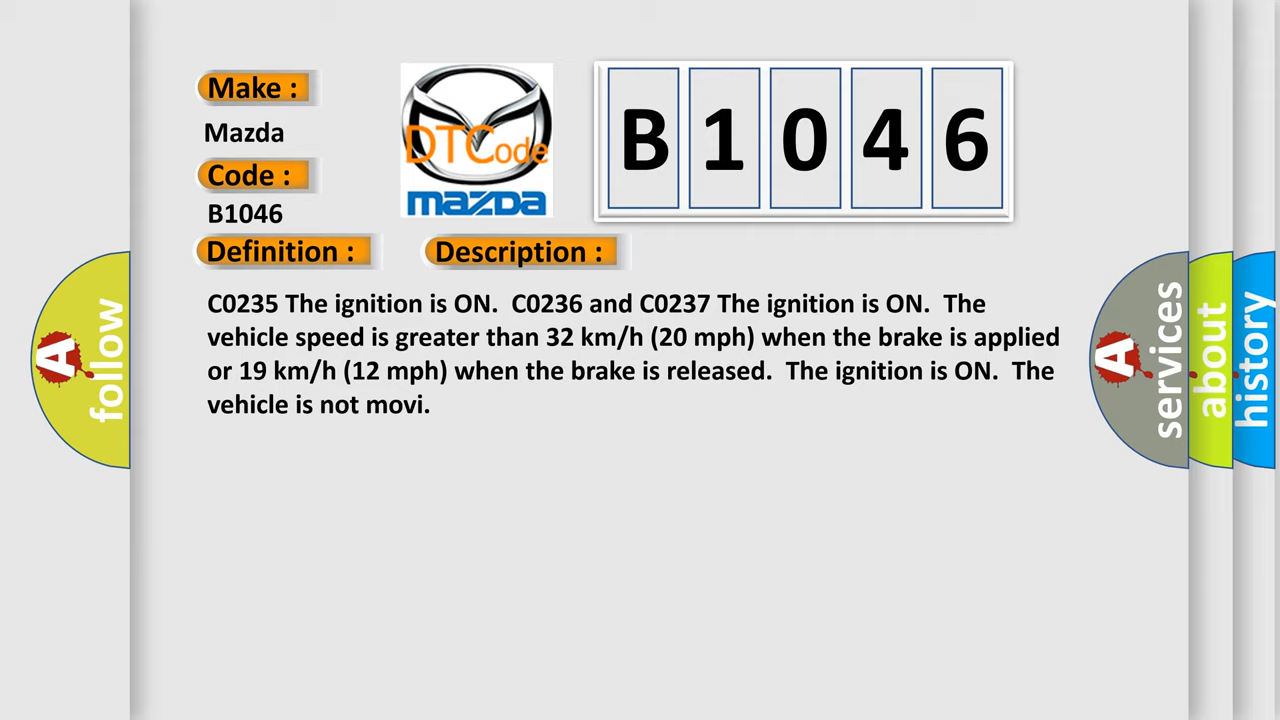 Make :
Mazda
Code :
B1046
Definition :
Description :
DTCode
mazda
B 1 0 4 6
C0235 The ignition is ON.  C0236 and C0237 The ignition is ON.  The
vehicle speed is greater than 32 km/h (20 mph) when the brake is applied
or 19 km/h (12 mph) when the brake is released.  The ignition is ON.  The
vehicle is not movi.
A follow
A services
about
history